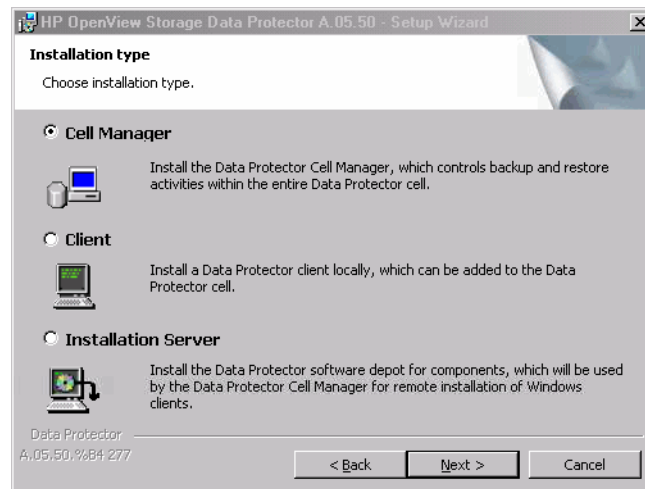 HP OpenView Storage Data Protector A.05.50 - Setup Wizard
Installation type
Choose installation type.
Cell Manager
Install the Data Protector Cell Manager, which controls backup and restore
activities within the entire Data Protector cell.
Client
Install a Data Protector client locally, which can be added to the Data
Protector cell.
Installation Server
Install the Data Protector software depot for components, which will be used
by the Data Protector Cell Manager for remote installation of Windows
clients.
Data Protector
A.05.50.%B4 277
< Back
Next >
Cancel